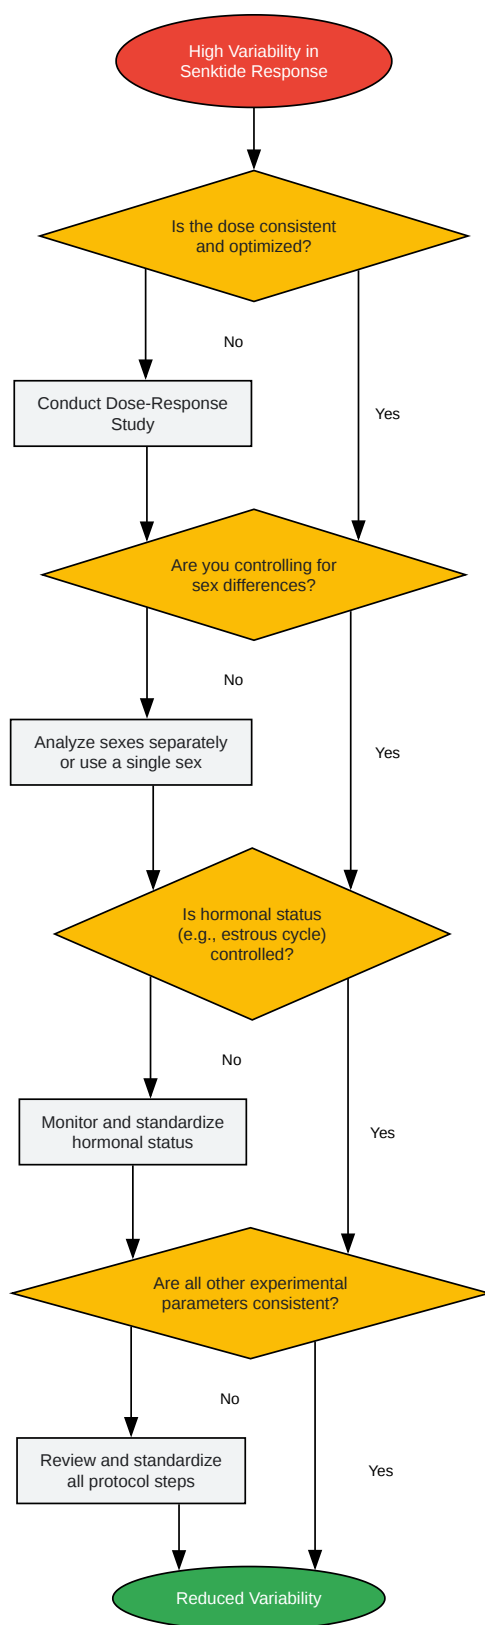 High Variability in
Senktide Response
Is the dose consistent
and optimized?
No
Conduct Dose-Response
Study
Yes
Are you controlling for
sex differences?
No
Analyze sexes separately
or use a single sex
Yes
Is hormonal status
(e.g., estrous cycle)
controlled?
No
Monitor and standardize
hormonal status
Yes
Are all other experimental
parameters consistent?
No
Review and standardize
all protocol steps
Yes
Reduced Variability